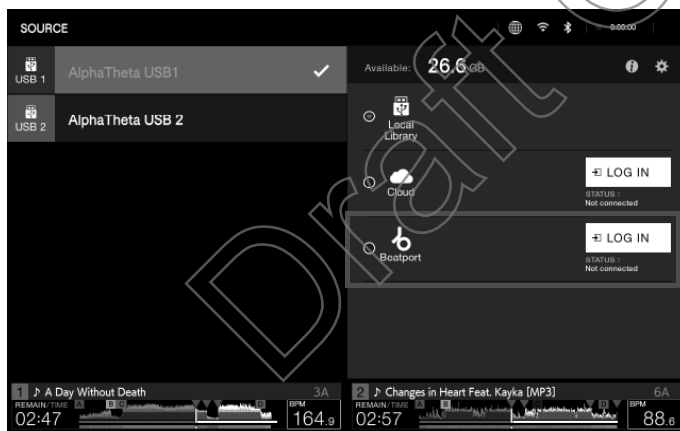 SOURCE
0:00:00
USB 1
AlphaTheta USB1
USB 2
AlphaTheta USB 2
Available: 26.6 GB
Local
Library
Cloud
LOG IN
STATUS :
Not connected
Beatport
LOG IN
STATUS :
Not connected
Draft
1 A Day Without Death 3A
REMAIN/TIME A B C D BPM
02:47 164.9
2 Changes in Heart Feat. Kayka [MP3] 6A
REMAIN/TIME A B D BPM
02:57 88.6